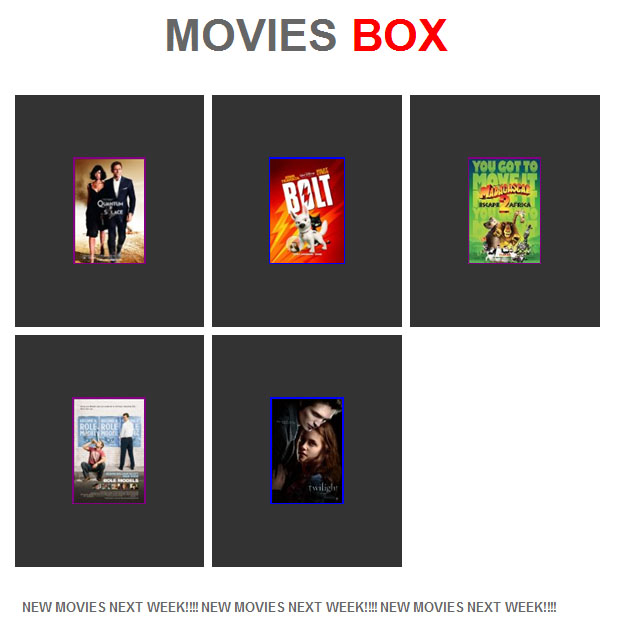 MOVIES BOX
QUANTUM
OF SOLACE
BOLT
YOU GOT TO
MOVE IT
MADAGASCAR
ESCAPE 2 AFRICA
ROLE MODELS
twilight
NEW MOVIES NEXT WEEK!!!! NEW MOVIES NEXT WEEK!!!! NEW MOVIES NEXT WEEK!!!!